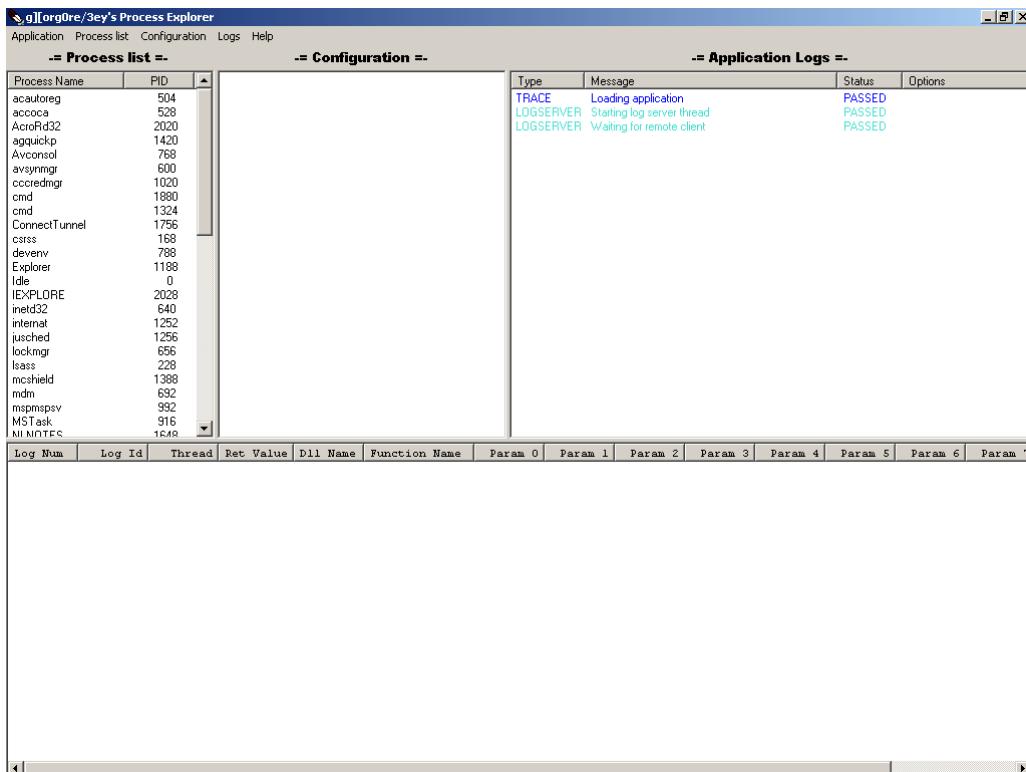 g][org0re/3ey's Process Explorer
Application Process list Configuration Logs Help
-= Process list =-
-= Configuration =-
-= Application Logs =-
Process Name PID
acautoreg 504
accoca 528
AcroRd32 2020
agquickp 1420
Avconsol 768
avsynmgr 600
cccredmgr 1020
cmd 1880
cmd 1324
ConnectTunnel 1756
csrss 168
devenv 788
Explorer 1188
Idle 0
IEXPLORE 2028
inetd32 640
internat 1252
jusched 1256
lockmgr 656
lsass 228
mcshield 1388
mdm 692
mspmspsv 992
MSTask 916
NLNOTES 1648
Type Message Status Options
TRACE Loading application PASSED
LOGSERVER Starting log server thread PASSED
LOGSERVER Waiting for remote client PASSED
Log Num Log Id Thread Ret Value Dll Name Function Name Param 0 Param 1 Param 2 Param 3 Param 4 Param 5 Param 6 Param 7